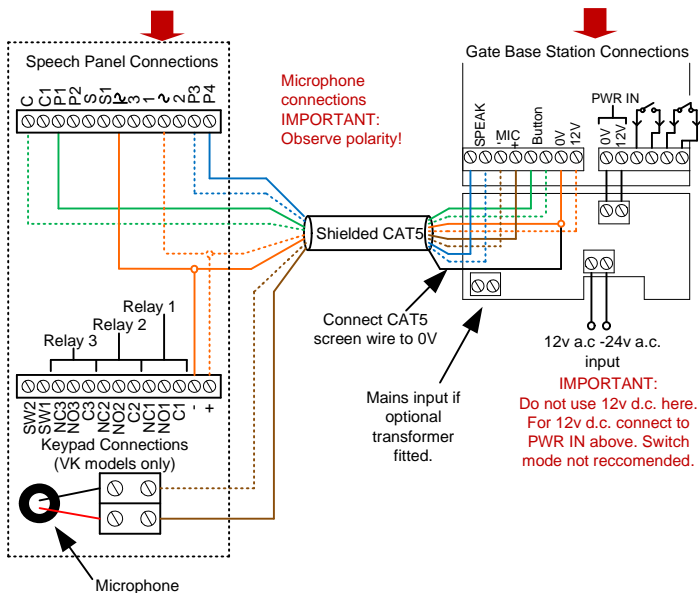 Speech Panel Connections
C C1 P1 P2 S S1 3 1 ~ 2 P3 P4
Microphone
connections
IMPORTANT:
Observe polarity!
Gate Base Station Connections
PWR IN
SPEAK - MIC + Button 0V 12V
0V 12V
Shielded CAT5
Connect CAT5
screen wire to 0V
Relay 1
Relay 2
Relay 3
SW2 SW1 NC3 NO3 C3 NC2 NO2 C2 NC1 NO1 C1 - +
Keypad Connections
(VK models only)
Microphone
Mains input if
optional
transformer
fitted.
12v a.c -24v a.c.
input
IMPORTANT:
Do not use 12v d.c. here.
For 12v d.c. connect to
PWR IN above. Switch
mode not reccomended.